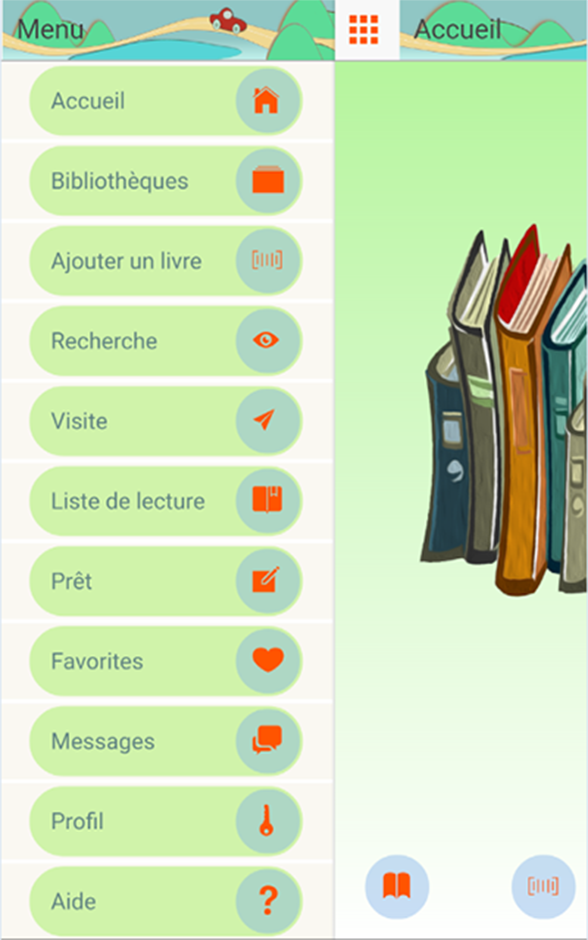 Menu
Accueil
Accueil
Bibliothèques
Ajouter un livre
Recherche
Visite
Liste de lecture
Prêt
Favorites
Messages
Profil
Aide